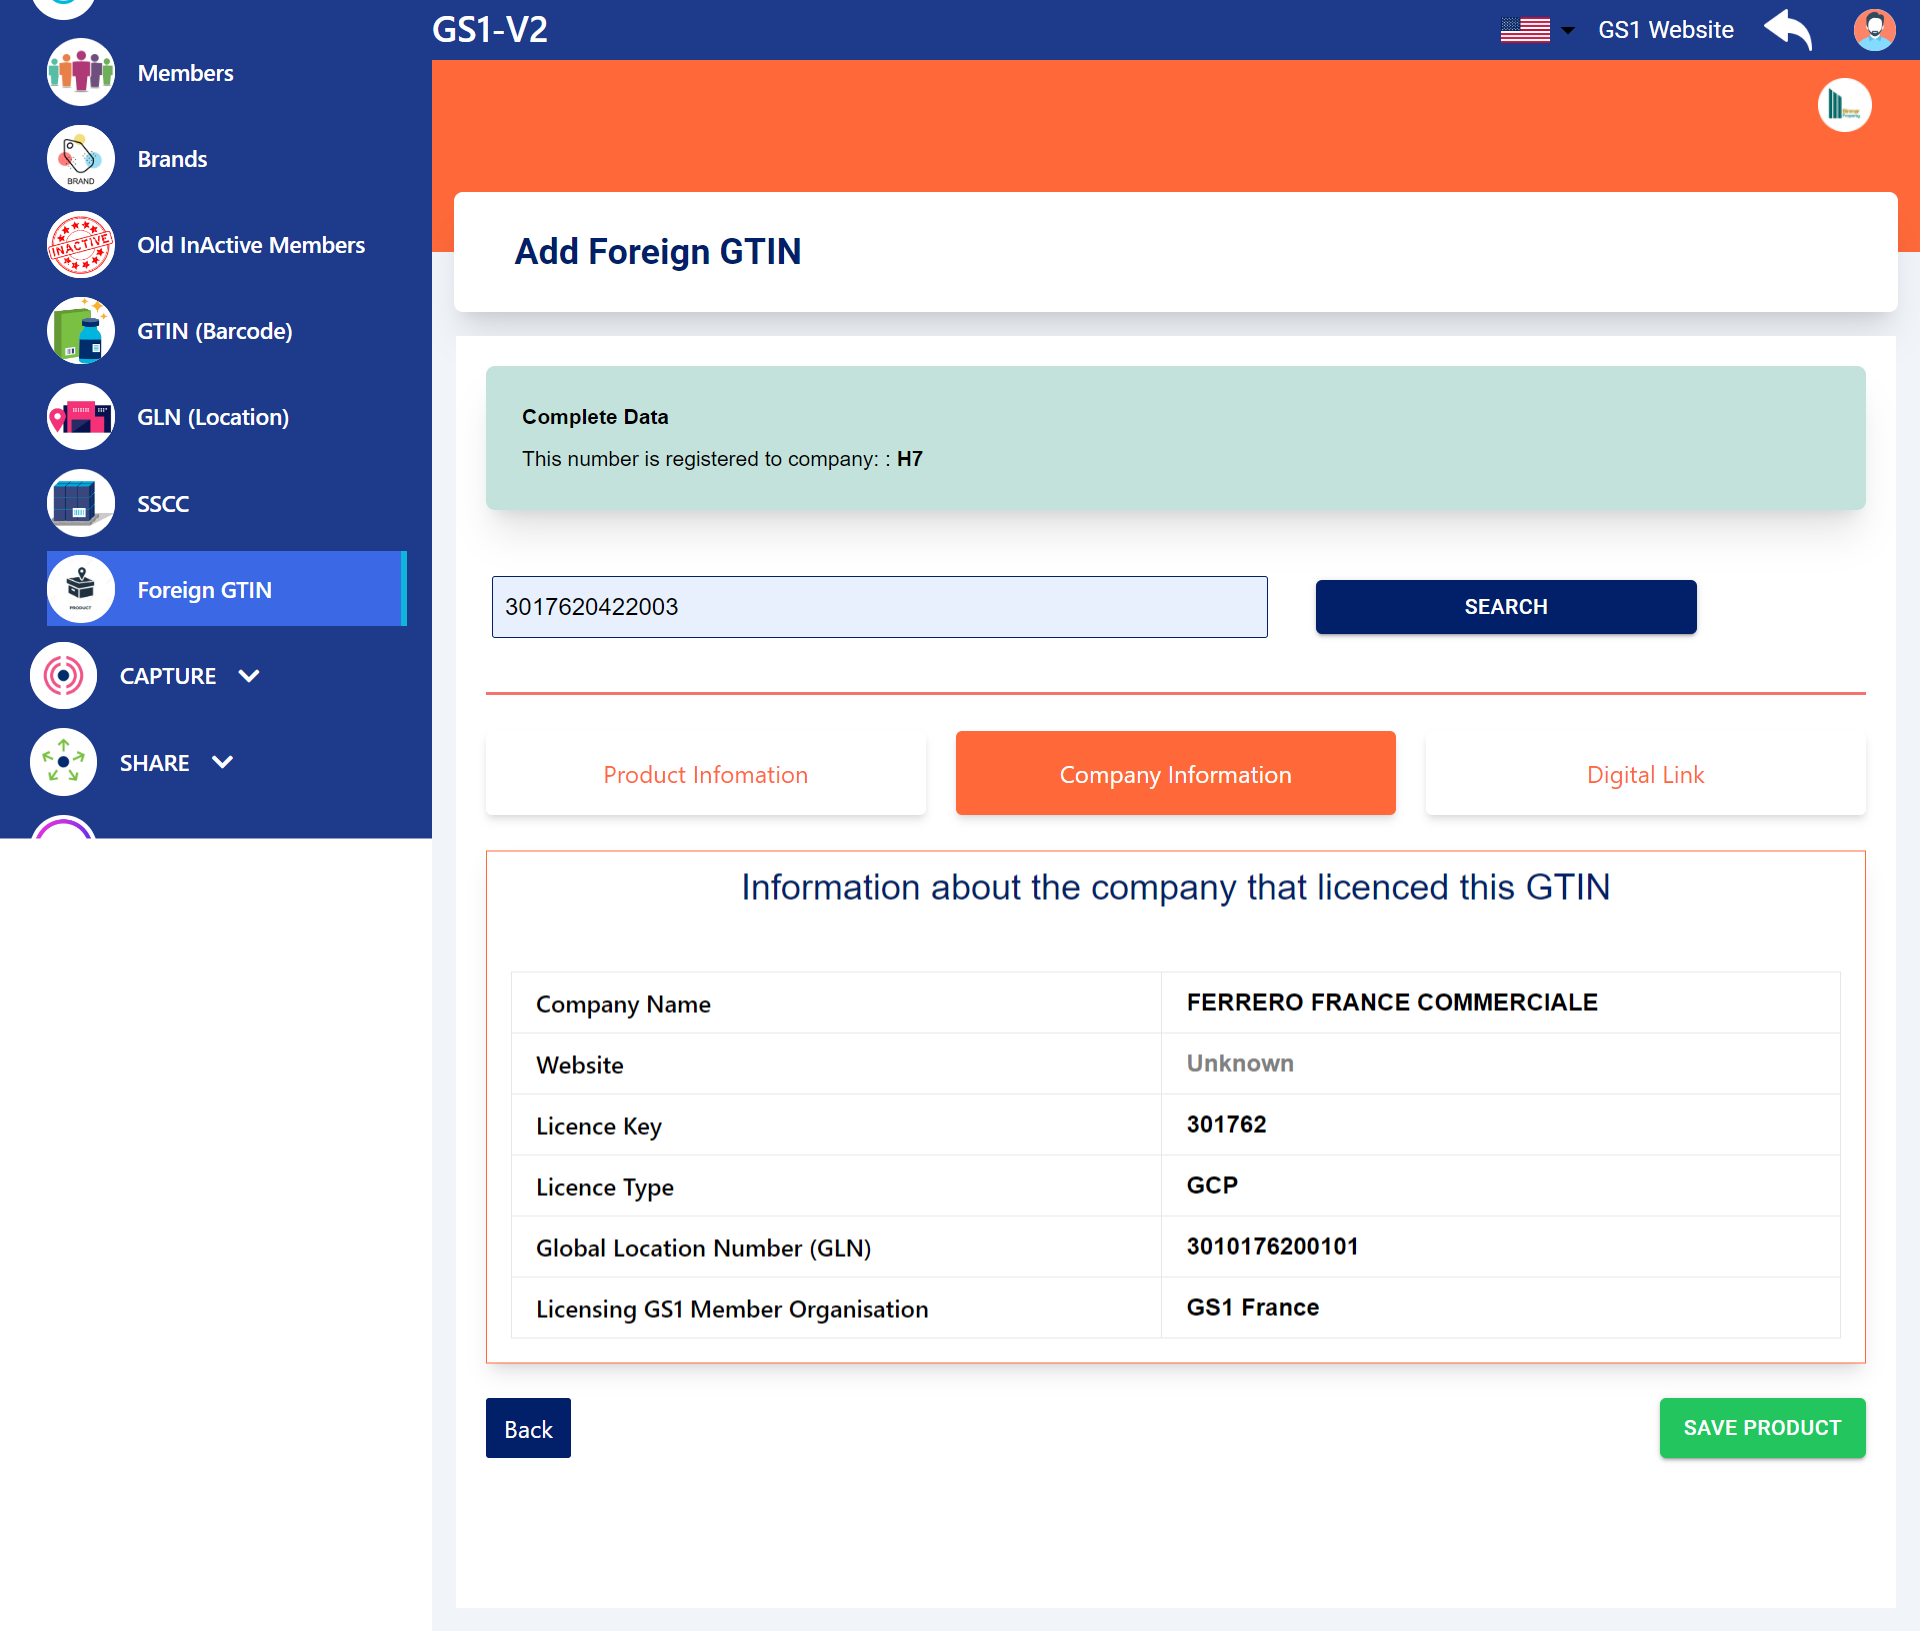 GS1-V2
GS1 Website
Members
BRAND
Brands
INACTIVE
Old InActive Members
GTIN (Barcode)
GLN (Location)
SSCC
PRODUCT
Foreign GTIN
CAPTURE
SHARE
Add Foreign GTIN
Complete Data
This number is registered to company: : H7
3017620422003
SEARCH
Product Infomation
Company Information
Digital Link
Information about the company that licenced this GTIN
Company Name
FERRERO FRANCE COMMERCIALE
Website
Unknown
Licence Key
301762
Licence Type
GCP
Global Location Number (GLN)
3010176200101
Licensing GS1 Member Organisation
GS1 France
Back
SAVE PRODUCT